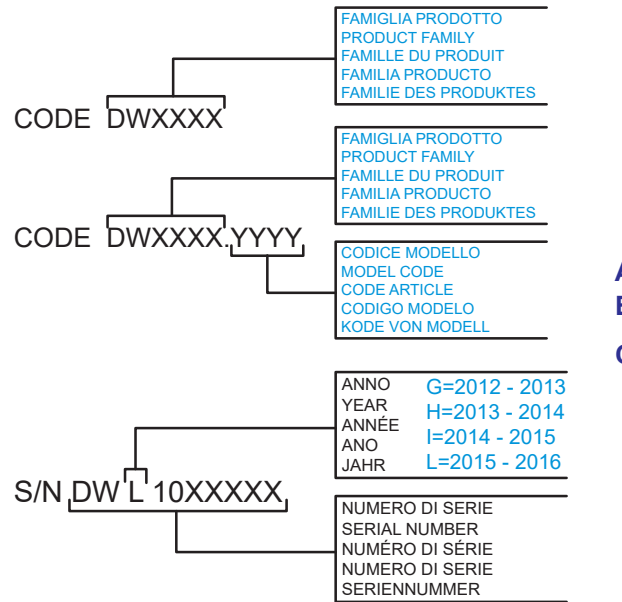 FAMIGLIA PRODOTTO
PRODUCT FAMILY
FAMILLE DU PRODUIT
FAMILIA PRODUCTO
FAMILIE DES PRODUKTES
CODE DWXXXX
FAMIGLIA PRODOTTO
PRODUCT FAMILY
FAMILLE DU PRODUIT
FAMILIA PRODUCTO
FAMILIE DES PRODUKTES
CODE DWXXXX.YYYY
CODICE MODELLO
MODEL CODE
CODE ARTICLE
CODIGO MODELO
KODE VON MODELL
ANNO G=2012 - 2013
YEAR H=2013 - 2014
ANNÉE I=2014 - 2015
ANO L=2015 - 2016
JAHR
S/N DW L 10XXXXX
NUMERO DI SERIE
SERIAL NUMBER
NUMÉRO DI SÉRIE
NUMERO DI SERIE
SERIENNUMMER